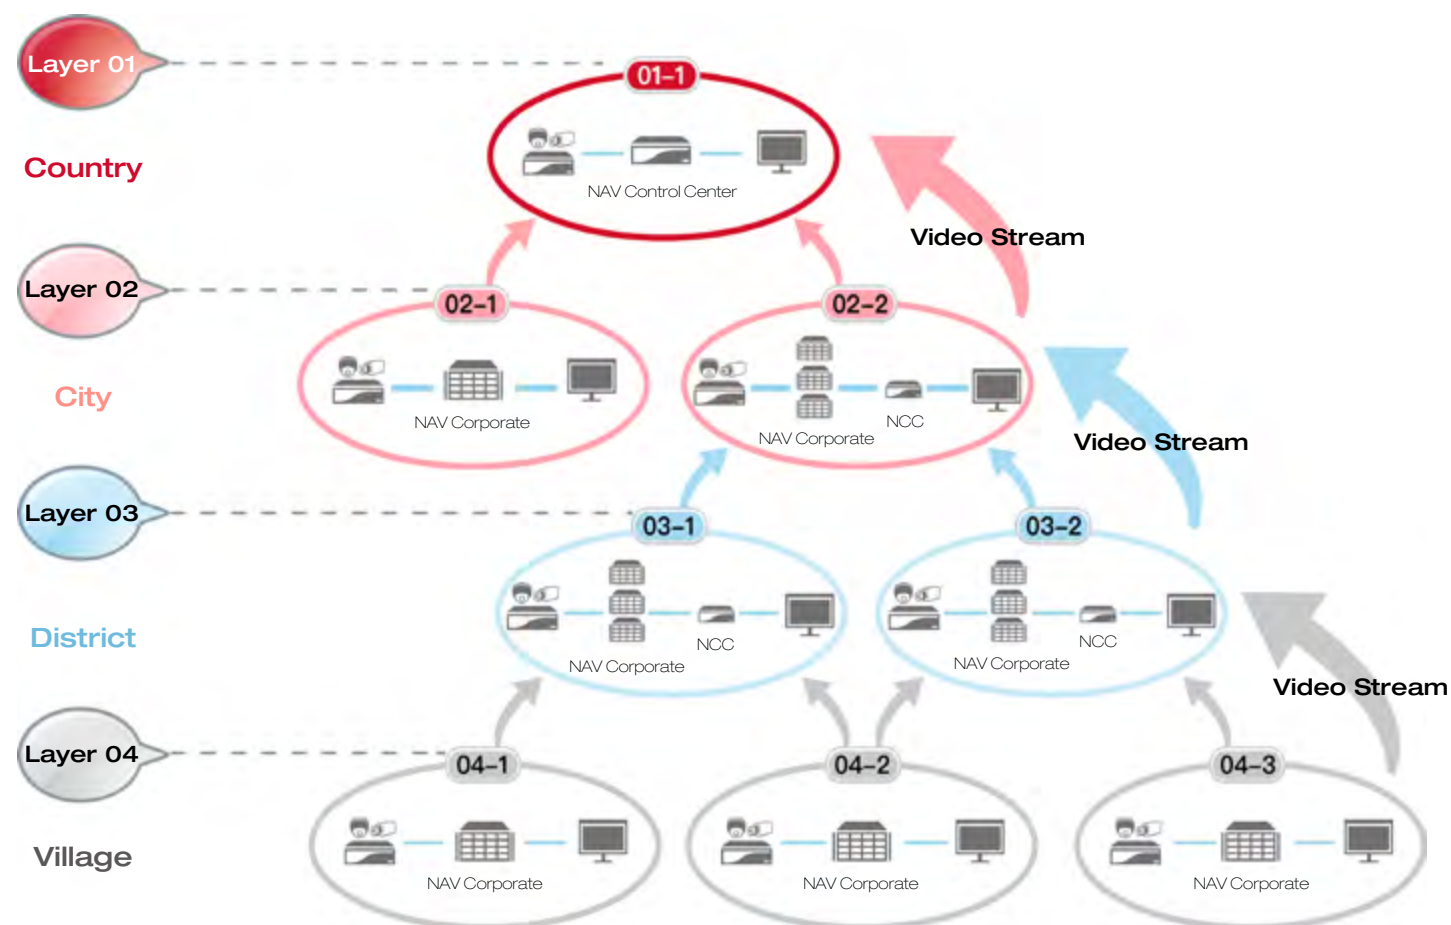 Layer 01
01-1
Country
NAV Control Center
Video Stream
Layer 02
02-1
02-2
City
NAV Corporate
NAV Corporate
NCC
Video Stream
Layer 03
03-1
03-2
District
NAV Corporate
NCC
NAV Corporate
NCC
Video Stream
Layer 04
04-1
04-2
04-3
Village
NAV Corporate
NAV Corporate
NAV Corporate